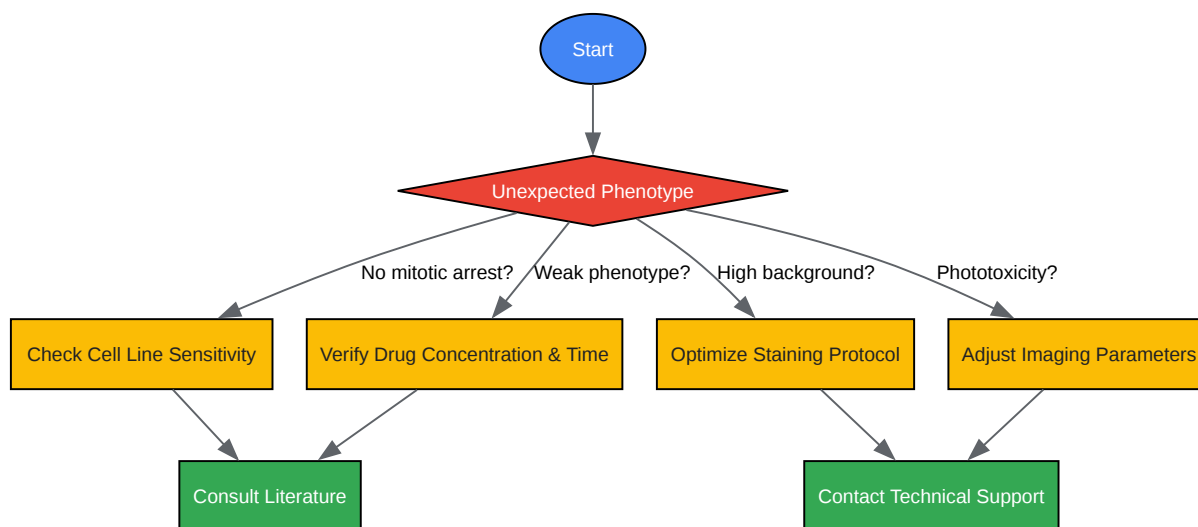 Start
Unexpected Phenotype
No mitotic arrest?
Weak phenotype?
High background?
Phototoxicity?
Check Cell Line Sensitivity
Verify Drug Concentration & Time
Optimize Staining Protocol
Adjust Imaging Parameters
Consult Literature
Contact Technical Support